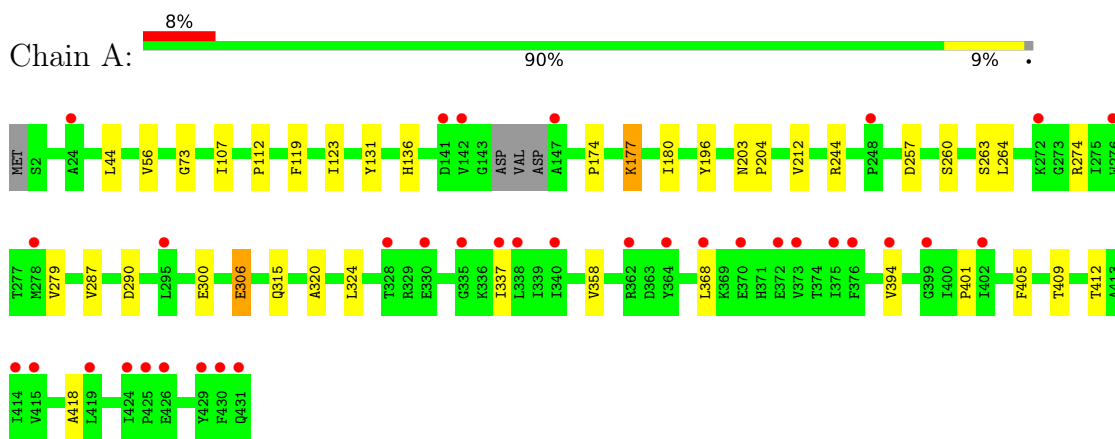 8%
Chain A:
90% 9% •
MET S2 A24 L44 V56 G73 I107 P112 F119 I123 Y131 H136 D141 V142 G143 ASP VAL ASP A147 P174 K177 I180 Y196 N203 P204 V212 R244 P248 D257 S260 S263 L264 K272 G273 R274 I275
T277 M278 V279 V287 D290 L295 E300 E306 Q315 A320 L324 T328 R329 E330 G335 K336 I337 L338 I339 I340 V358 R362 D363 Y364 L368 K369 E370 H371 E372 V373 T374 I375 F376 V394 G399 I400 P401 I402 F405 T409 T412 A413
I414 V415 A418 L419 I424 P425 E426 Y429 F430 Q431